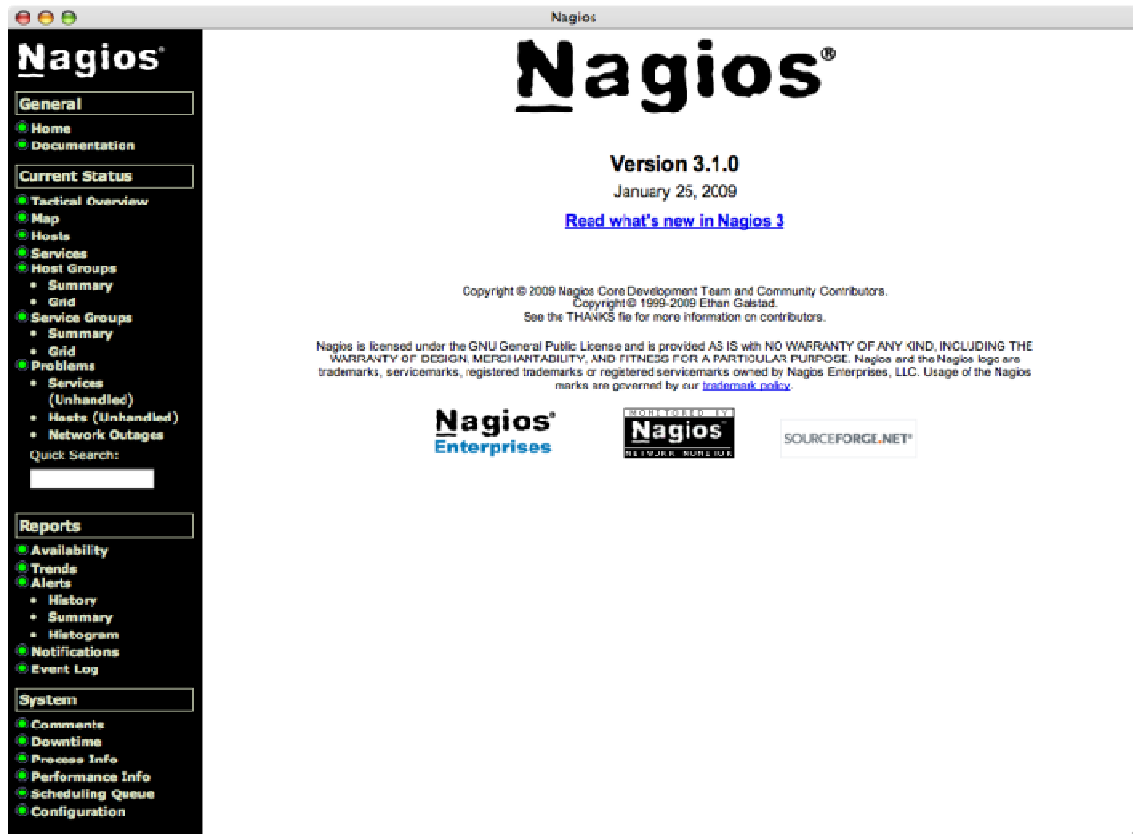 Nagios
Nagios®
General
Home
Documentation
Current Status
Tactical Overview
Map
Hosts
Services
Host Groups
• Summary
• Grid
Service Groups
• Summary
• Grid
Problems
• Services
(Unhandled)
• Hosts (Unhandled)
• Network Outages
Quick Search:
Reports
Availability
Trends
Alerts
• History
• Summary
• Histogram
Notifications
Event Log
System
Comments
Downtime
Process Info
Performance Info
Scheduling Queue
Configuration
Nagios®
Version 3.1.0
January 25, 2009
Read what's new in Nagios 3
Copyright © 2009 Nagios Core Development Team and Community Contributors.
Copyright © 1999-2009 Ethan Galstad.
See the THANKS file for more information on contributors.
Nagios is licensed under the GNU General Public License and is provided AS IS with NO WARRANTY OF ANY KIND, INCLUDING THE
WARRANTY OF DESIGN, MERCHANTABILITY, AND FITNESS FOR A PARTICULAR PURPOSE. Nagios and the Nagios logo are
trademarks, servicemarks, registered trademarks or registered servicemarks owned by Nagios Enterprises, LLC. Usage of the Nagios
marks are governed by our trademark policy.
Nagios®
Enterprises
MONITORED BY
Nagios
NETWORK MONITOR
SOURCEFORGE.NET®